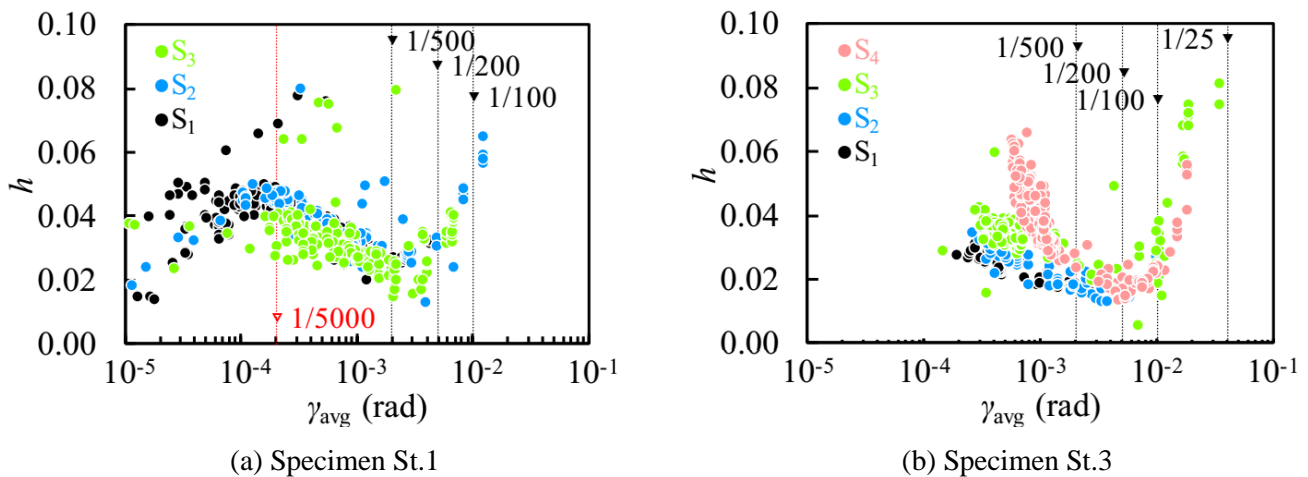 0.10
0.08
0.06
0.04
0.02
0.00
h
S₃
S₂
S₁
1/500
1/200
1/100
1/5000
10⁻⁵ 10⁻⁴ 10⁻³ 10⁻² 10⁻¹
γavg (rad)
(a) Specimen St.1
0.10
0.08
0.06
0.04
0.02
0.00
h
S₄
S₃
S₂
S₁
1/500
1/200
1/100
1/25
10⁻⁵ 10⁻⁴ 10⁻³ 10⁻² 10⁻¹
γavg (rad)
(b) Specimen St.3